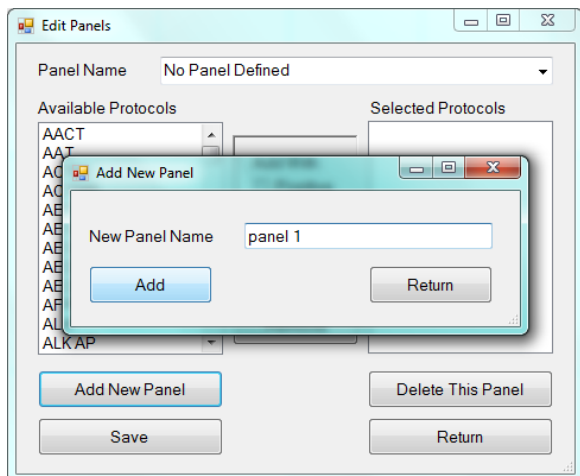 Edit Panels
Panel Name No Panel Defined
Available Protocols Selected Protocols
AACT
AAT
Add New Panel
New Panel Name panel 1
Add Return
ALK AP
Add New Panel Delete This Panel
Save Return